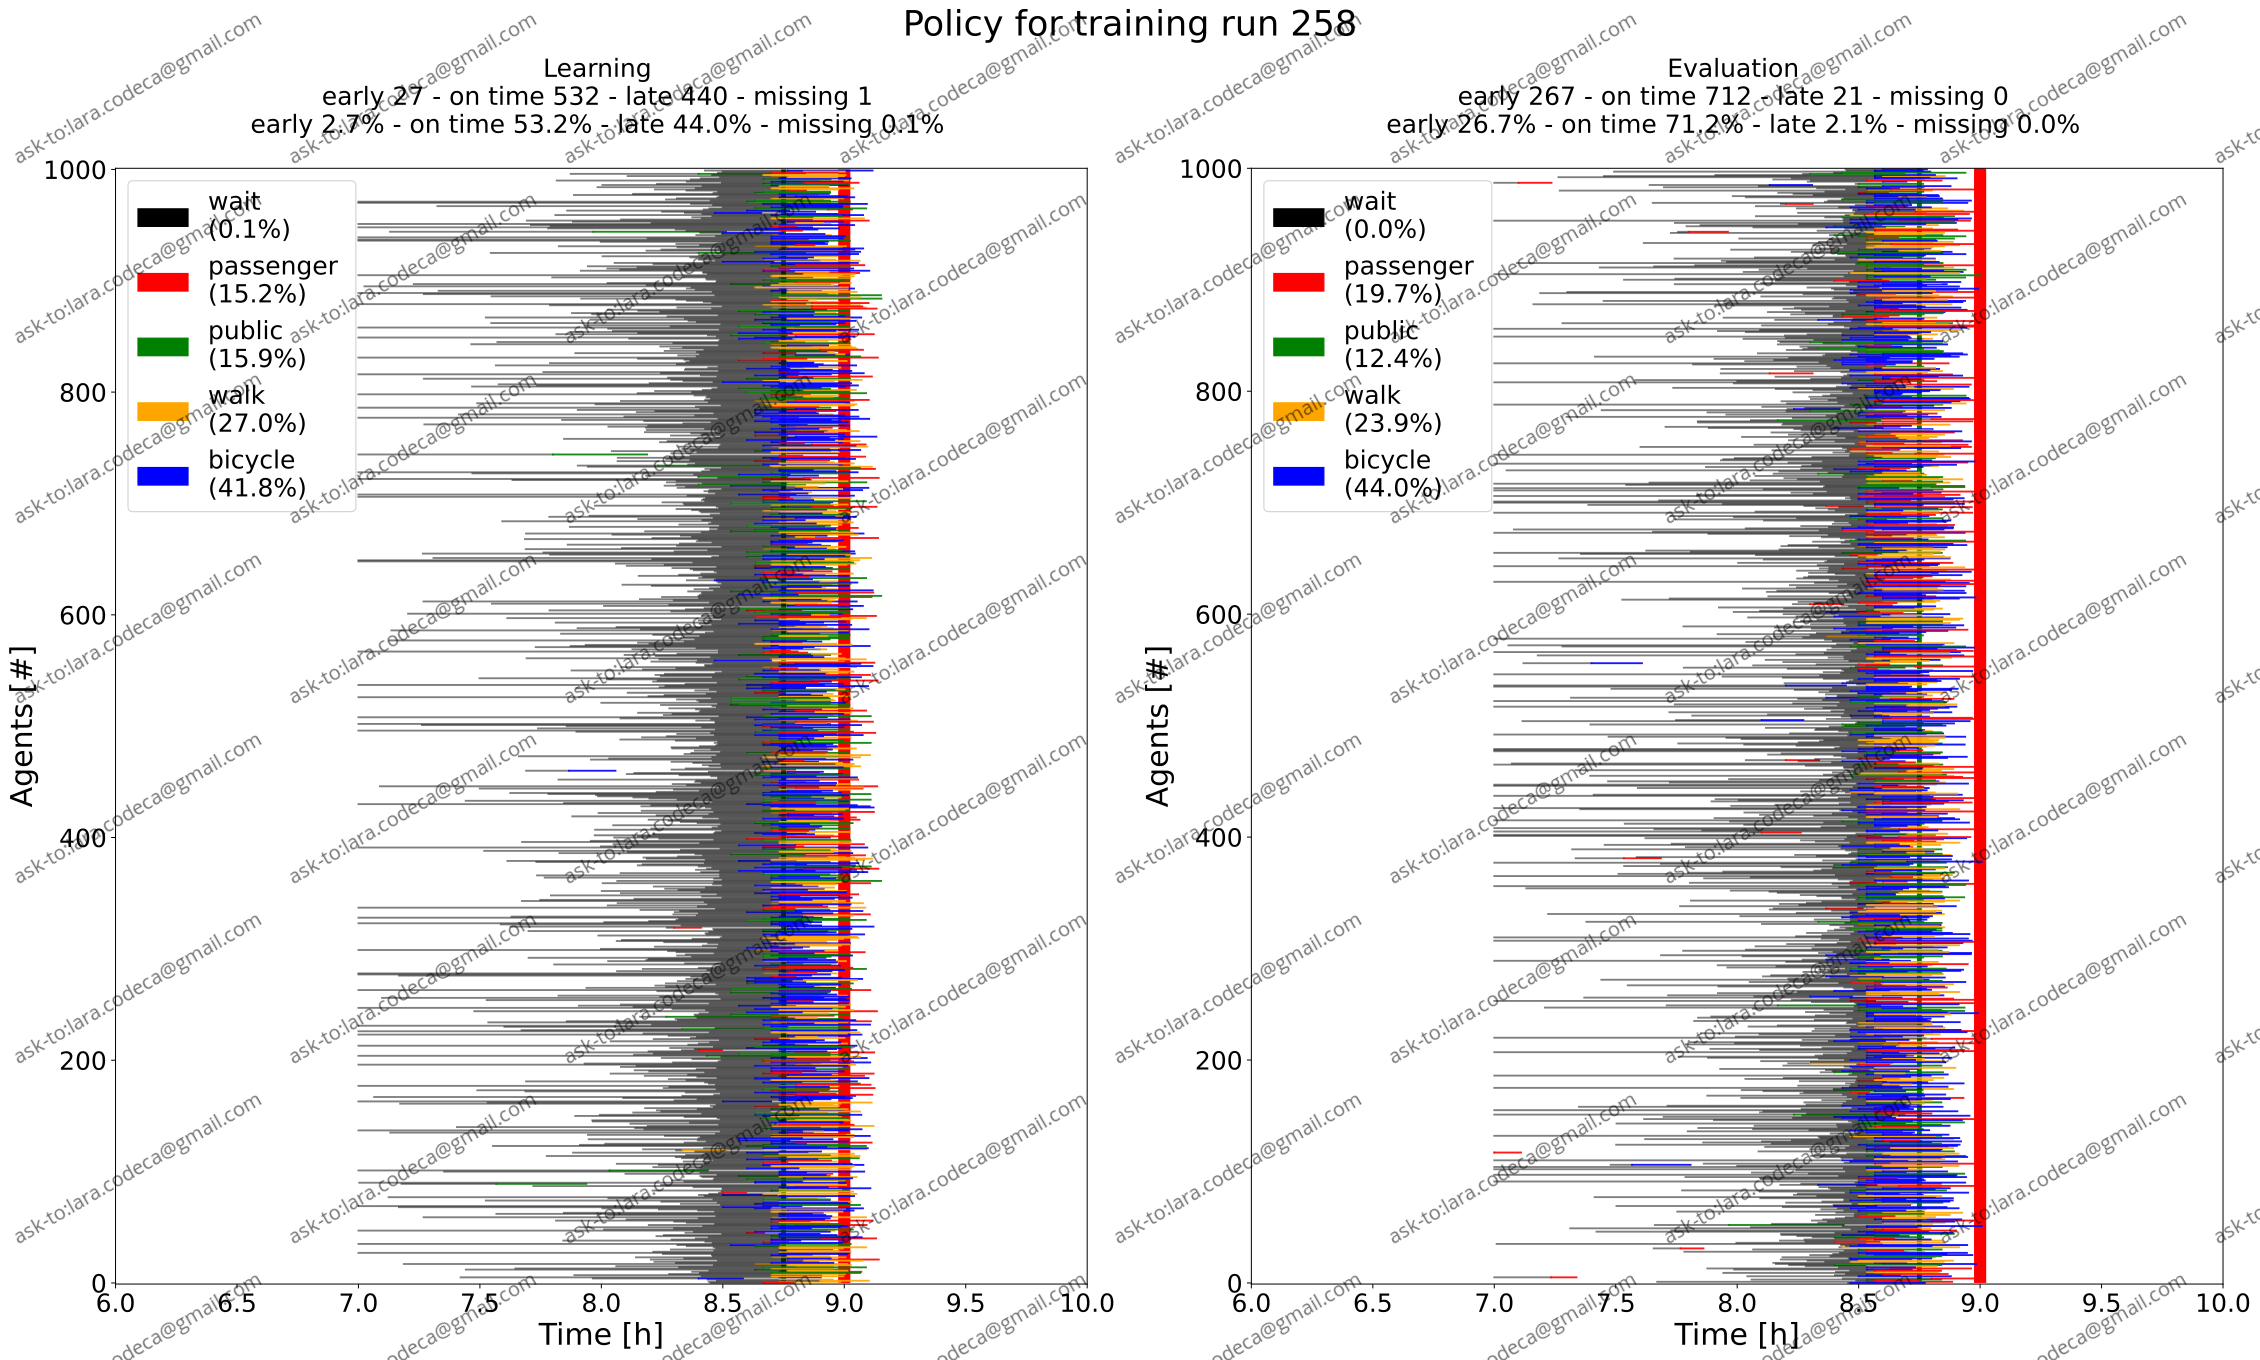 Policy for training run 258
Learning
early 27 - on time 532 - late 440 - missing 1
early 2.7% - on time 53.2% - late 44.0% - missing 0.1%
1000
800
600
400
200
0
Agents [#]
wait
(0.1%)
passenger
(15.2%)
public
(15.9%)
walk
(27.0%)
bicycle
(41.8%)
6.0 6.5 7.0 7.5 8.0 8.5 9.0 9.5 10.0
Time [h]
Evaluation
early 267 - on time 712 - late 21 - missing 0
early 26.7% - on time 71.2% - late 2.1% - missing 0.0%
1000
800
600
400
200
0
Agents [#]
wait
(0.0%)
passenger
(19.7%)
public
(12.4%)
walk
(23.9%)
bicycle
(44.0%)
6.0 6.5 7.0 7.5 8.0 8.5 9.0 9.5 10.0
Time [h]
ask-to:lara.codeca@gmail.com